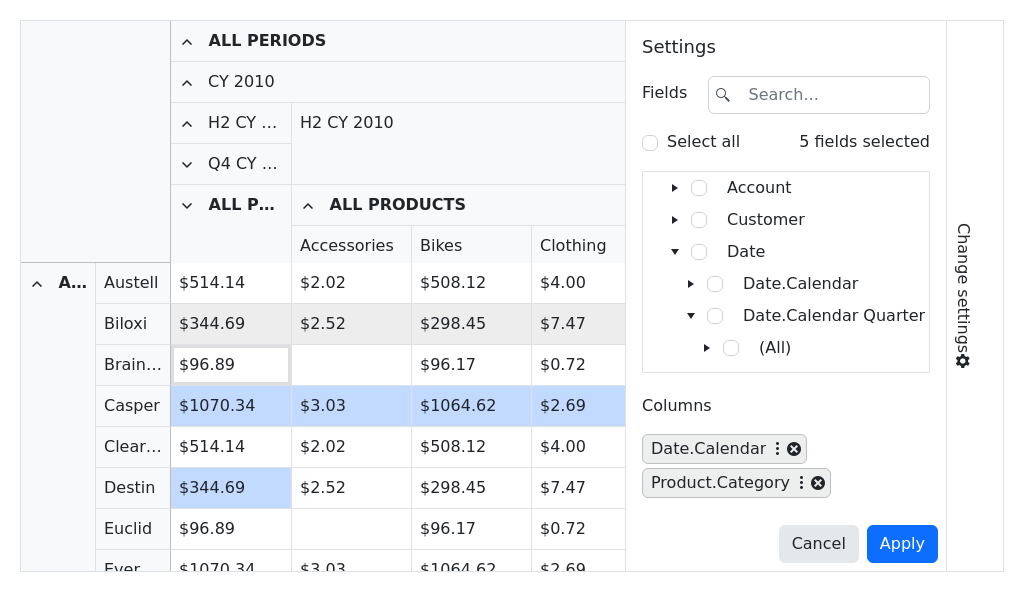 ALL PERIODS
CY 2010
H2 CY ... H2 CY 2010
Q4 CY ...
ALL P... ALL PRODUCTS
Accessories Bikes Clothing
A... Austell $514.14 $2.02 $508.12 $4.00
Biloxi $344.69 $2.52 $298.45 $7.47
Brain... $96.89 $96.17 $0.72
Casper $1070.34 $3.03 $1064.62 $2.69
Clear... $514.14 $2.02 $508.12 $4.00
Destin $344.69 $2.52 $298.45 $7.47
Euclid $96.89 $96.17 $0.72
Ever $1070.34 $3.03 $1064.62 $2.69
Settings
Fields Search...
Select all 5 fields selected
Account
Customer
Date
Date.Calendar
Date.Calendar Quarter
(All)
Columns
Date.Calendar
Product.Category
Cancel Apply
Change settings